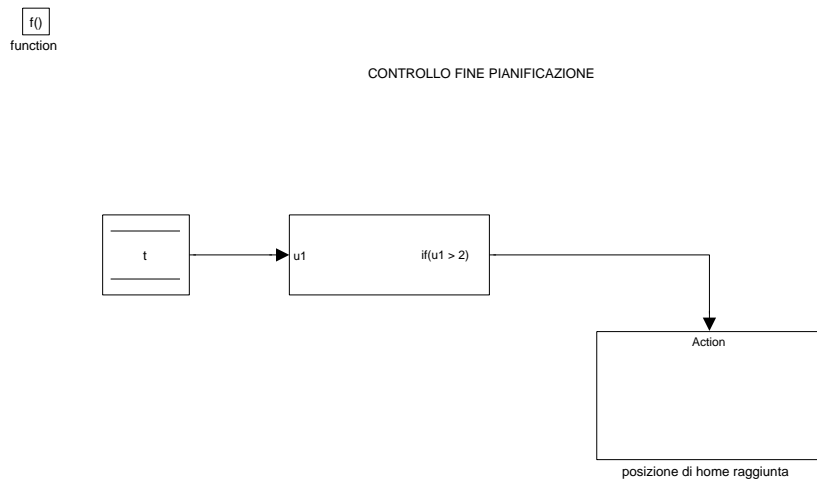 f()
function
CONTROLLO FINE PIANIFICAZIONE
t
u1
if(u1 > 2)
Action
posizione di home raggiunta